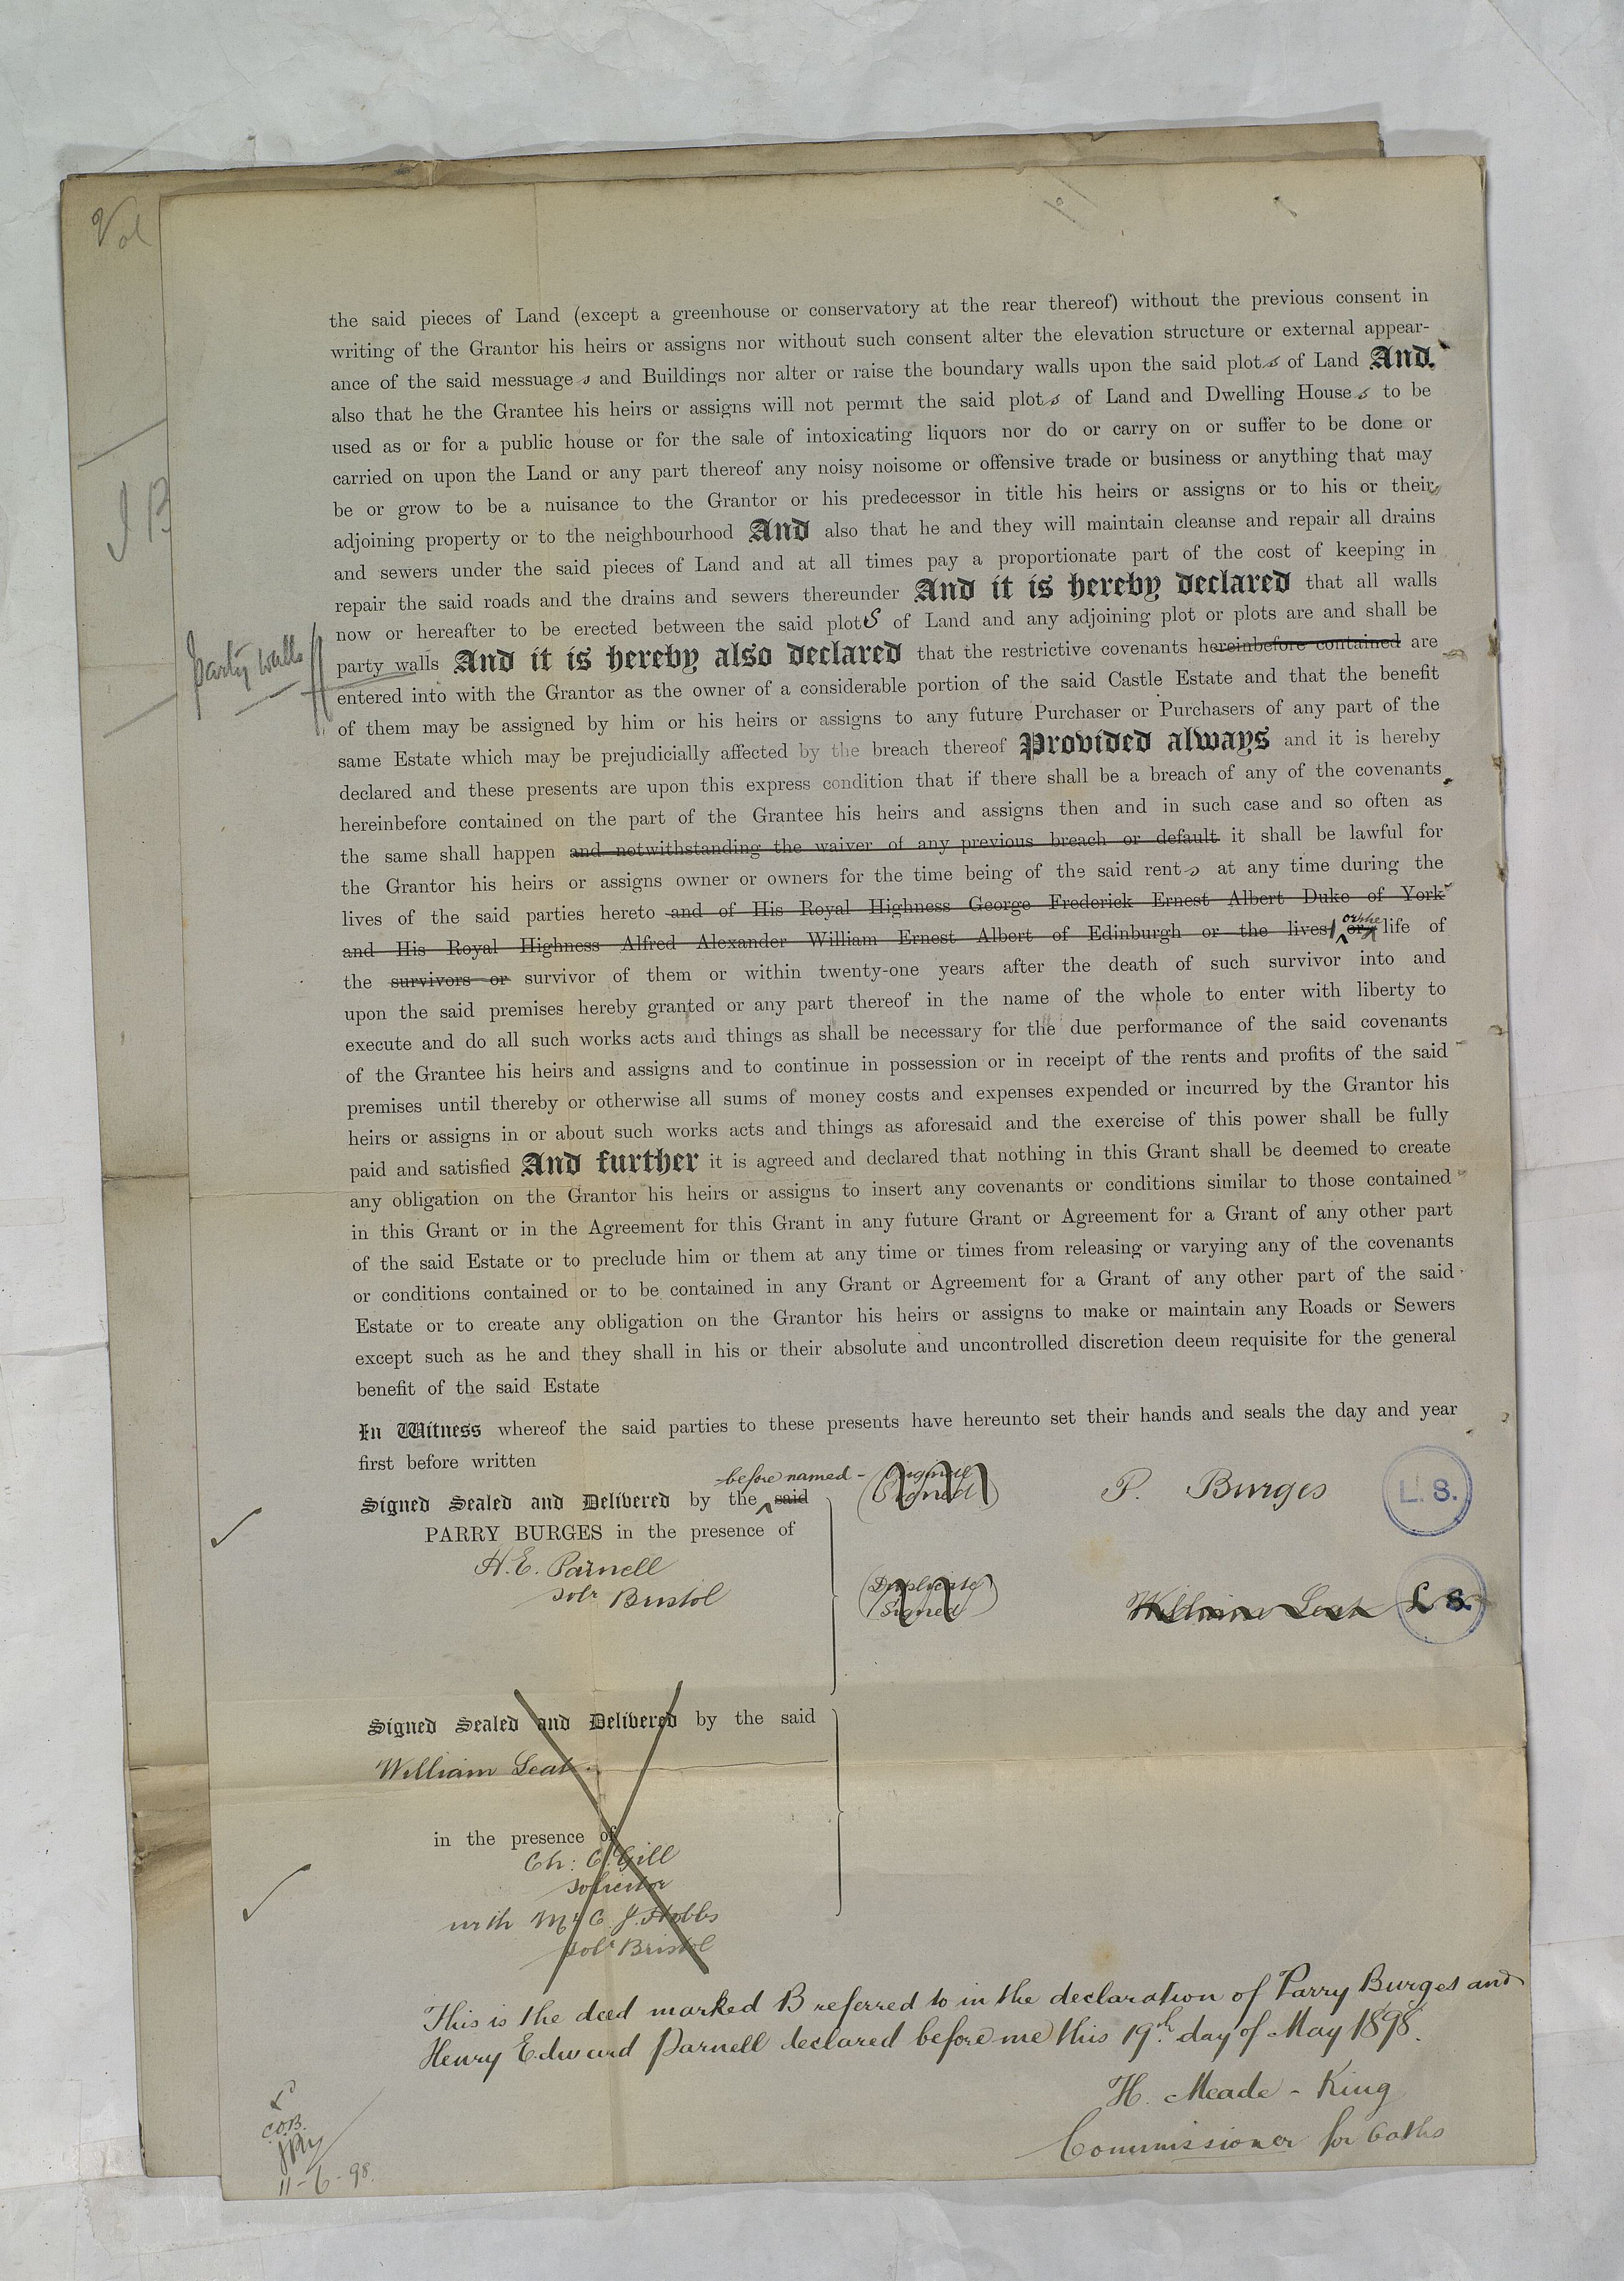 Vol
J B
Party Walls
the said pieces of Land (except a greenhouse or conservatory at the rear thereof) without the previous consent in
writing of the Grantor his heirs or assigns nor without such consent alter the elevation structure or external appear-
ance of the said messuages and Buildings nor alter or raise the boundary walls upon the said plots of Land And
also that he the Grantee his heirs or assigns will not permit the said plots of Land and Dwelling Houses to be
used as or for a public house or for the sale of intoxicating liquors nor do or carry on or suffer to be done or
carried on upon the Land or any part thereof any noisy noisome or offensive trade or business or anything that may
be or grow to be a nuisance to the Grantor or his predecessor in title his heirs or assigns or to his or their
adjoining property or to the neighbourhood And also that he and they will maintain cleanse and repair all drains
and sewers under the said pieces of Land and at all times pay a proportionate part of the cost of keeping in
repair the said roads and the drains and sewers thereunder And it is hereby declared that all walls
now or hereafter to be erected between the said plotS of Land and any adjoining plot or plots are and shall be
party walls And it is hereby also declared that the restrictive covenants hereinbefore contained are
entered into with the Grantor as the owner of a considerable portion of the said Castle Estate and that the benefit
of them may be assigned by him or his heirs or assigns to any future Purchaser or Purchasers of any part of the
same Estate which may be prejudicially affected by the breach thereof Provided always and it is hereby
declared and these presents are upon this express condition that if there shall be a breach of any of the covenants
hereinbefore contained on the part of the Grantee his heirs and assigns then and in such case and so often as
the same shall happen and notwithstanding the waiver of any previous breach or default it shall be lawful for
the Grantor his heirs or assigns owner or owners for the time being of the said rents at any time during the
lives of the said parties hereto and of His Royal Highness George Frederick Ernest Albert Duke of York
and His Royal Highness Alfred Alexander William Ernest Albert of Edinburgh or the lives or the life of
the survivors or survivor of them or within twenty-one years after the death of such survivor into and
upon the said premises hereby granted or any part thereof in the name of the whole to enter with liberty to
execute and do all such works acts and things as shall be necessary for the due performance of the said covenants
of the Grantee his heirs and assigns and to continue in possession or in receipt of the rents and profits of the said
premises until thereby or otherwise all sums of money costs and expenses expended or incurred by the Grantor his
heirs or assigns in or about such works acts and things as aforesaid and the exercise of this power shall be fully
paid and satisfied And further it is agreed and declared that nothing in this Grant shall be deemed to create
any obligation on the Grantor his heirs or assigns to insert any covenants or conditions similar to those contained
in this Grant or in the Agreement for this Grant in any future Grant or Agreement for a Grant of any other part
of the said Estate or to preclude him or them at any time or times from releasing or varying any of the covenants
or conditions contained or to be contained in any Grant or Agreement for a Grant of any other part of the said
Estate or to create any obligation on the Grantor his heirs or assigns to make or maintain any Roads or Sewers
except such as he and they shall in his or their absolute and uncontrolled discretion deem requisite for the general
benefit of the said Estate
In Witness whereof the said parties to these presents have hereunto set their hands and seals the day and year
first before written
before named
Signed Sealed and Delivered by the said
PARRY BURGES in the presence of
H. E. Parnell
Solr Bristol
(Original
Signed)
P. Burges L. S.
(Duplicate
Signed)
William Leat L S.
Signed Sealed and Delivered by the said
William Leat
in the presence of
Ch: C. Gill
Solicitor
with Mr C. J. Hobbs
Solr Bristol
This is the deed marked B referred to in the declaration of Parry Burges and
Henry Edward Parnell declared before me this 19th day of May 1898.
H. Meade - King
Commissioner for Oaths
C.O.B.
11-6-98.